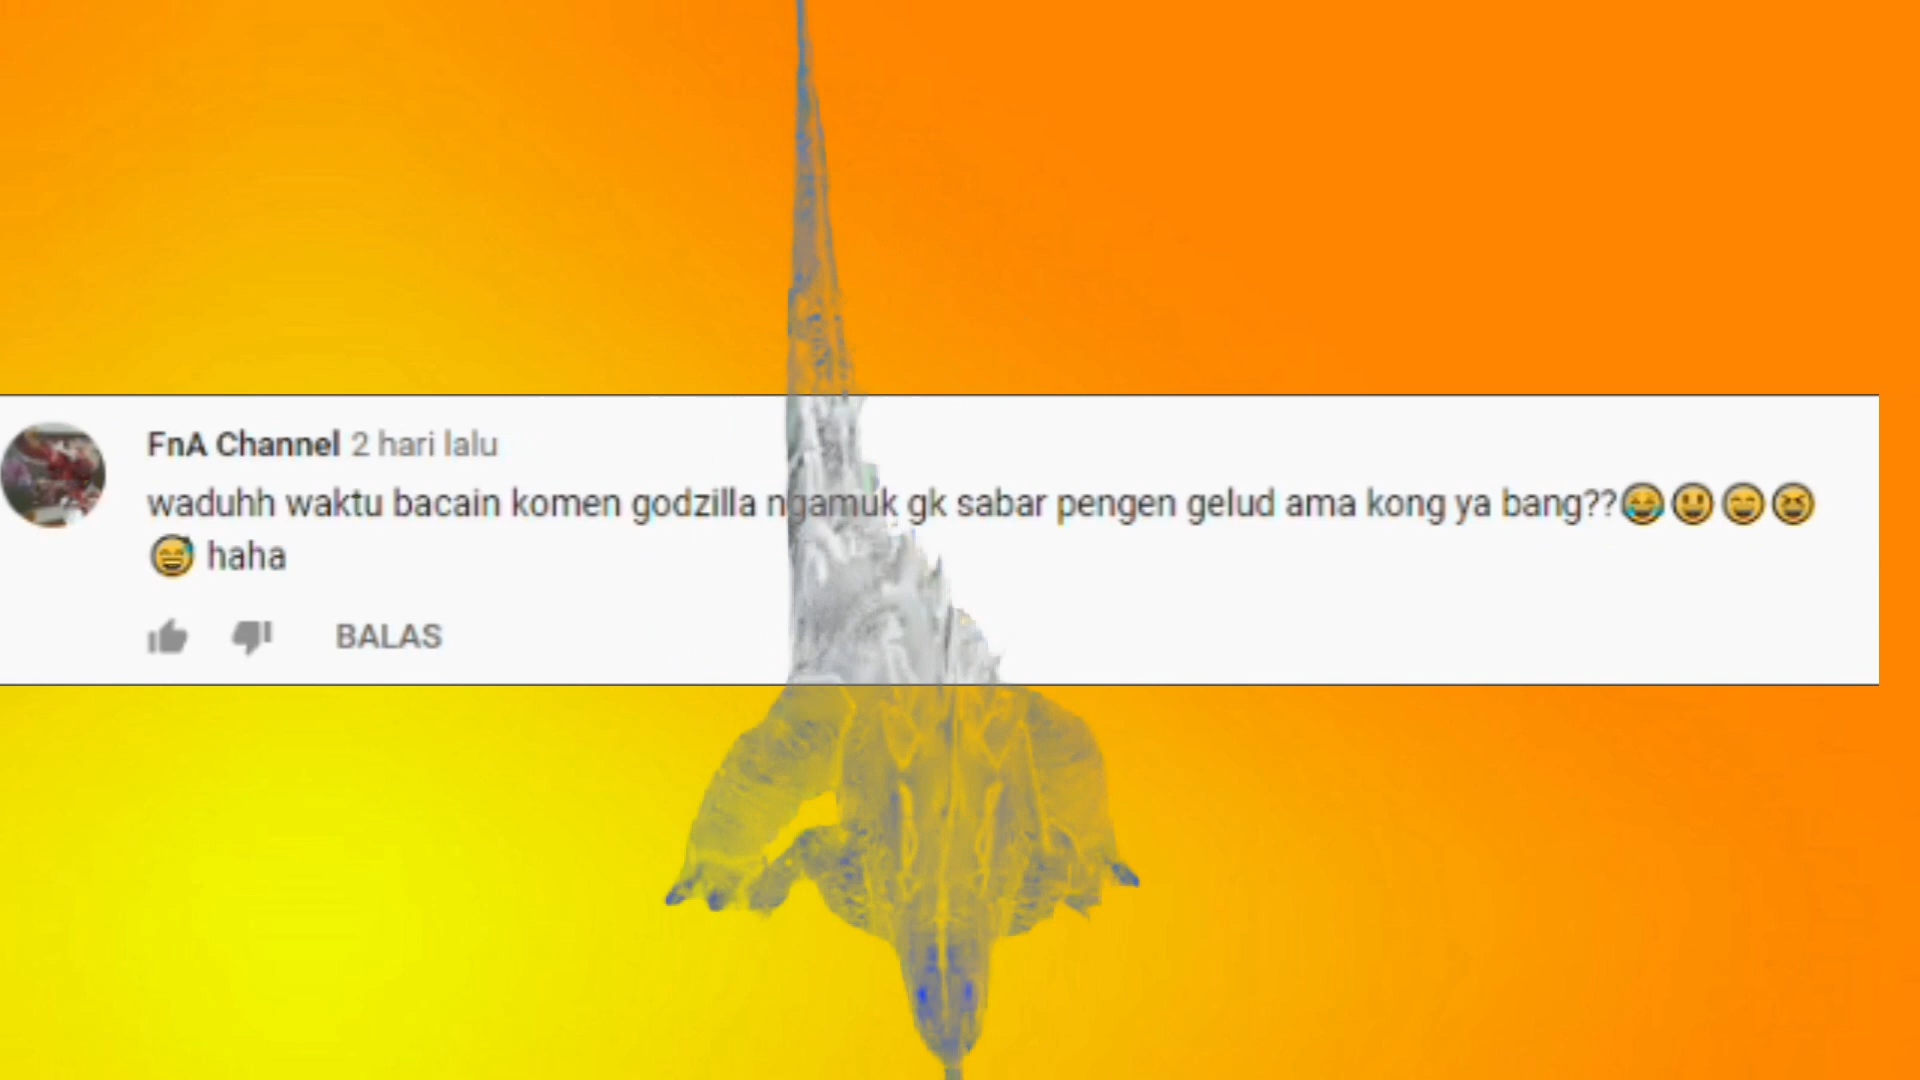 FnA Channel 2 hari lalu
waduhh waktu bacain komen godzilla ngamuk gk sabar pengen gelud ama kong ya bang??😂😃😄😆
😅 haha
BALAS